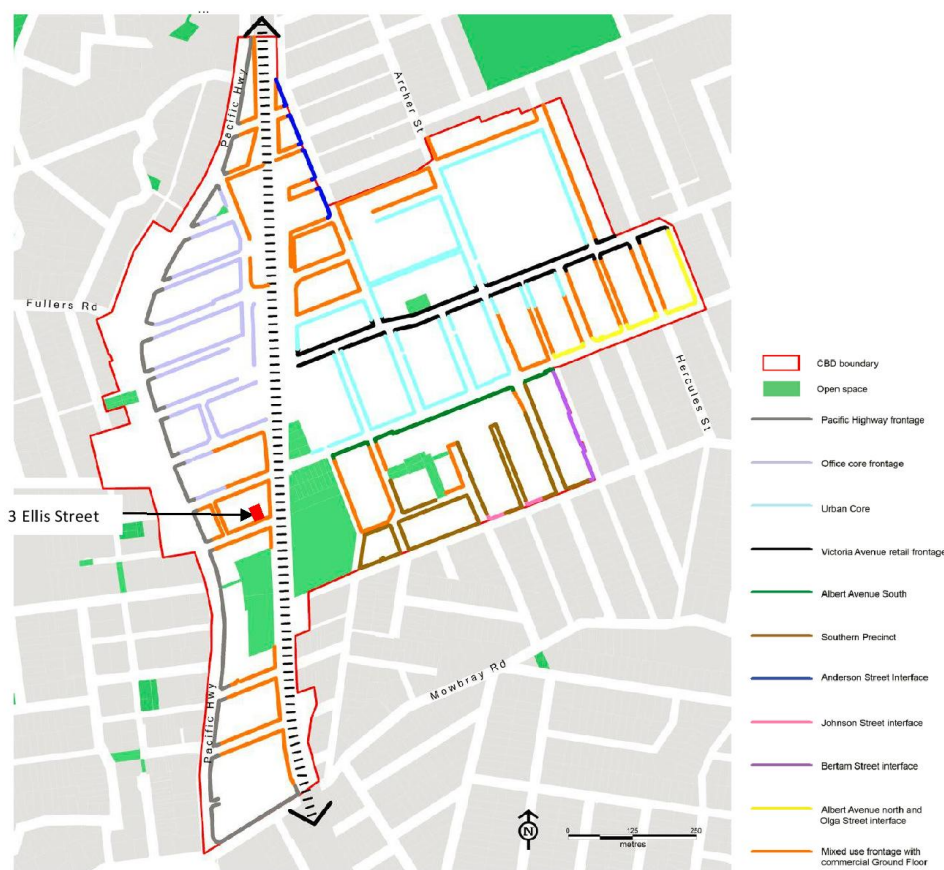 Pacific Hwy
Archer St
Fullers Rd
Hercules St
3 Ellis Street
Mowbray Rd
Pacific Hwy
N
0 125 250
metres
CBD boundary
Open space
Pacific Highway frontage
Office core frontage
Urban Core
Victoria Avenue retail frontage
Albert Avenue South
Southern Precinct
Anderson Street Interface
Johnson Street interface
Bertam Street interface
Albert Avenue north and
Olga Street interface
Mixed use frontage with
commercial Ground Floor